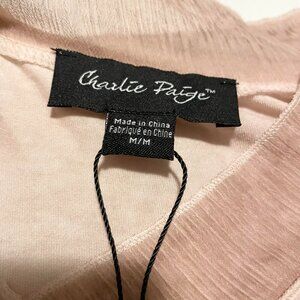 Charlie Paige™
Made in China
Fabriqué en Chine
M/M